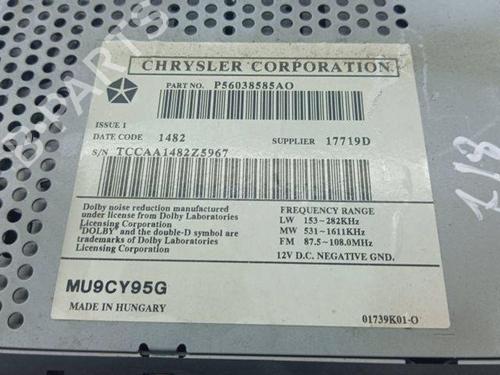 CHRYSLER CORPORATION
PART NO. P56038585AO
ISSUE 1
DATE CODE 1482 SUPPLIER 17719D
S/N TCCAA1482Z5967
Dolby noise reduction manufactured
under license from Dolby Laboratories
Licensing Corporation
"DOLBY" and the double-D symbol are
trademarks of Dolby Laboratories
Licensing Corporation
FREQUENCY RANGE
LW 153-282KHz
MW 531-1611KHz
FM 87.5-108.0MHz
12V D.C. NEGATIVE GND.
MU9CY95G
MADE IN HUNGARY
01739K01-O
B-PARTS